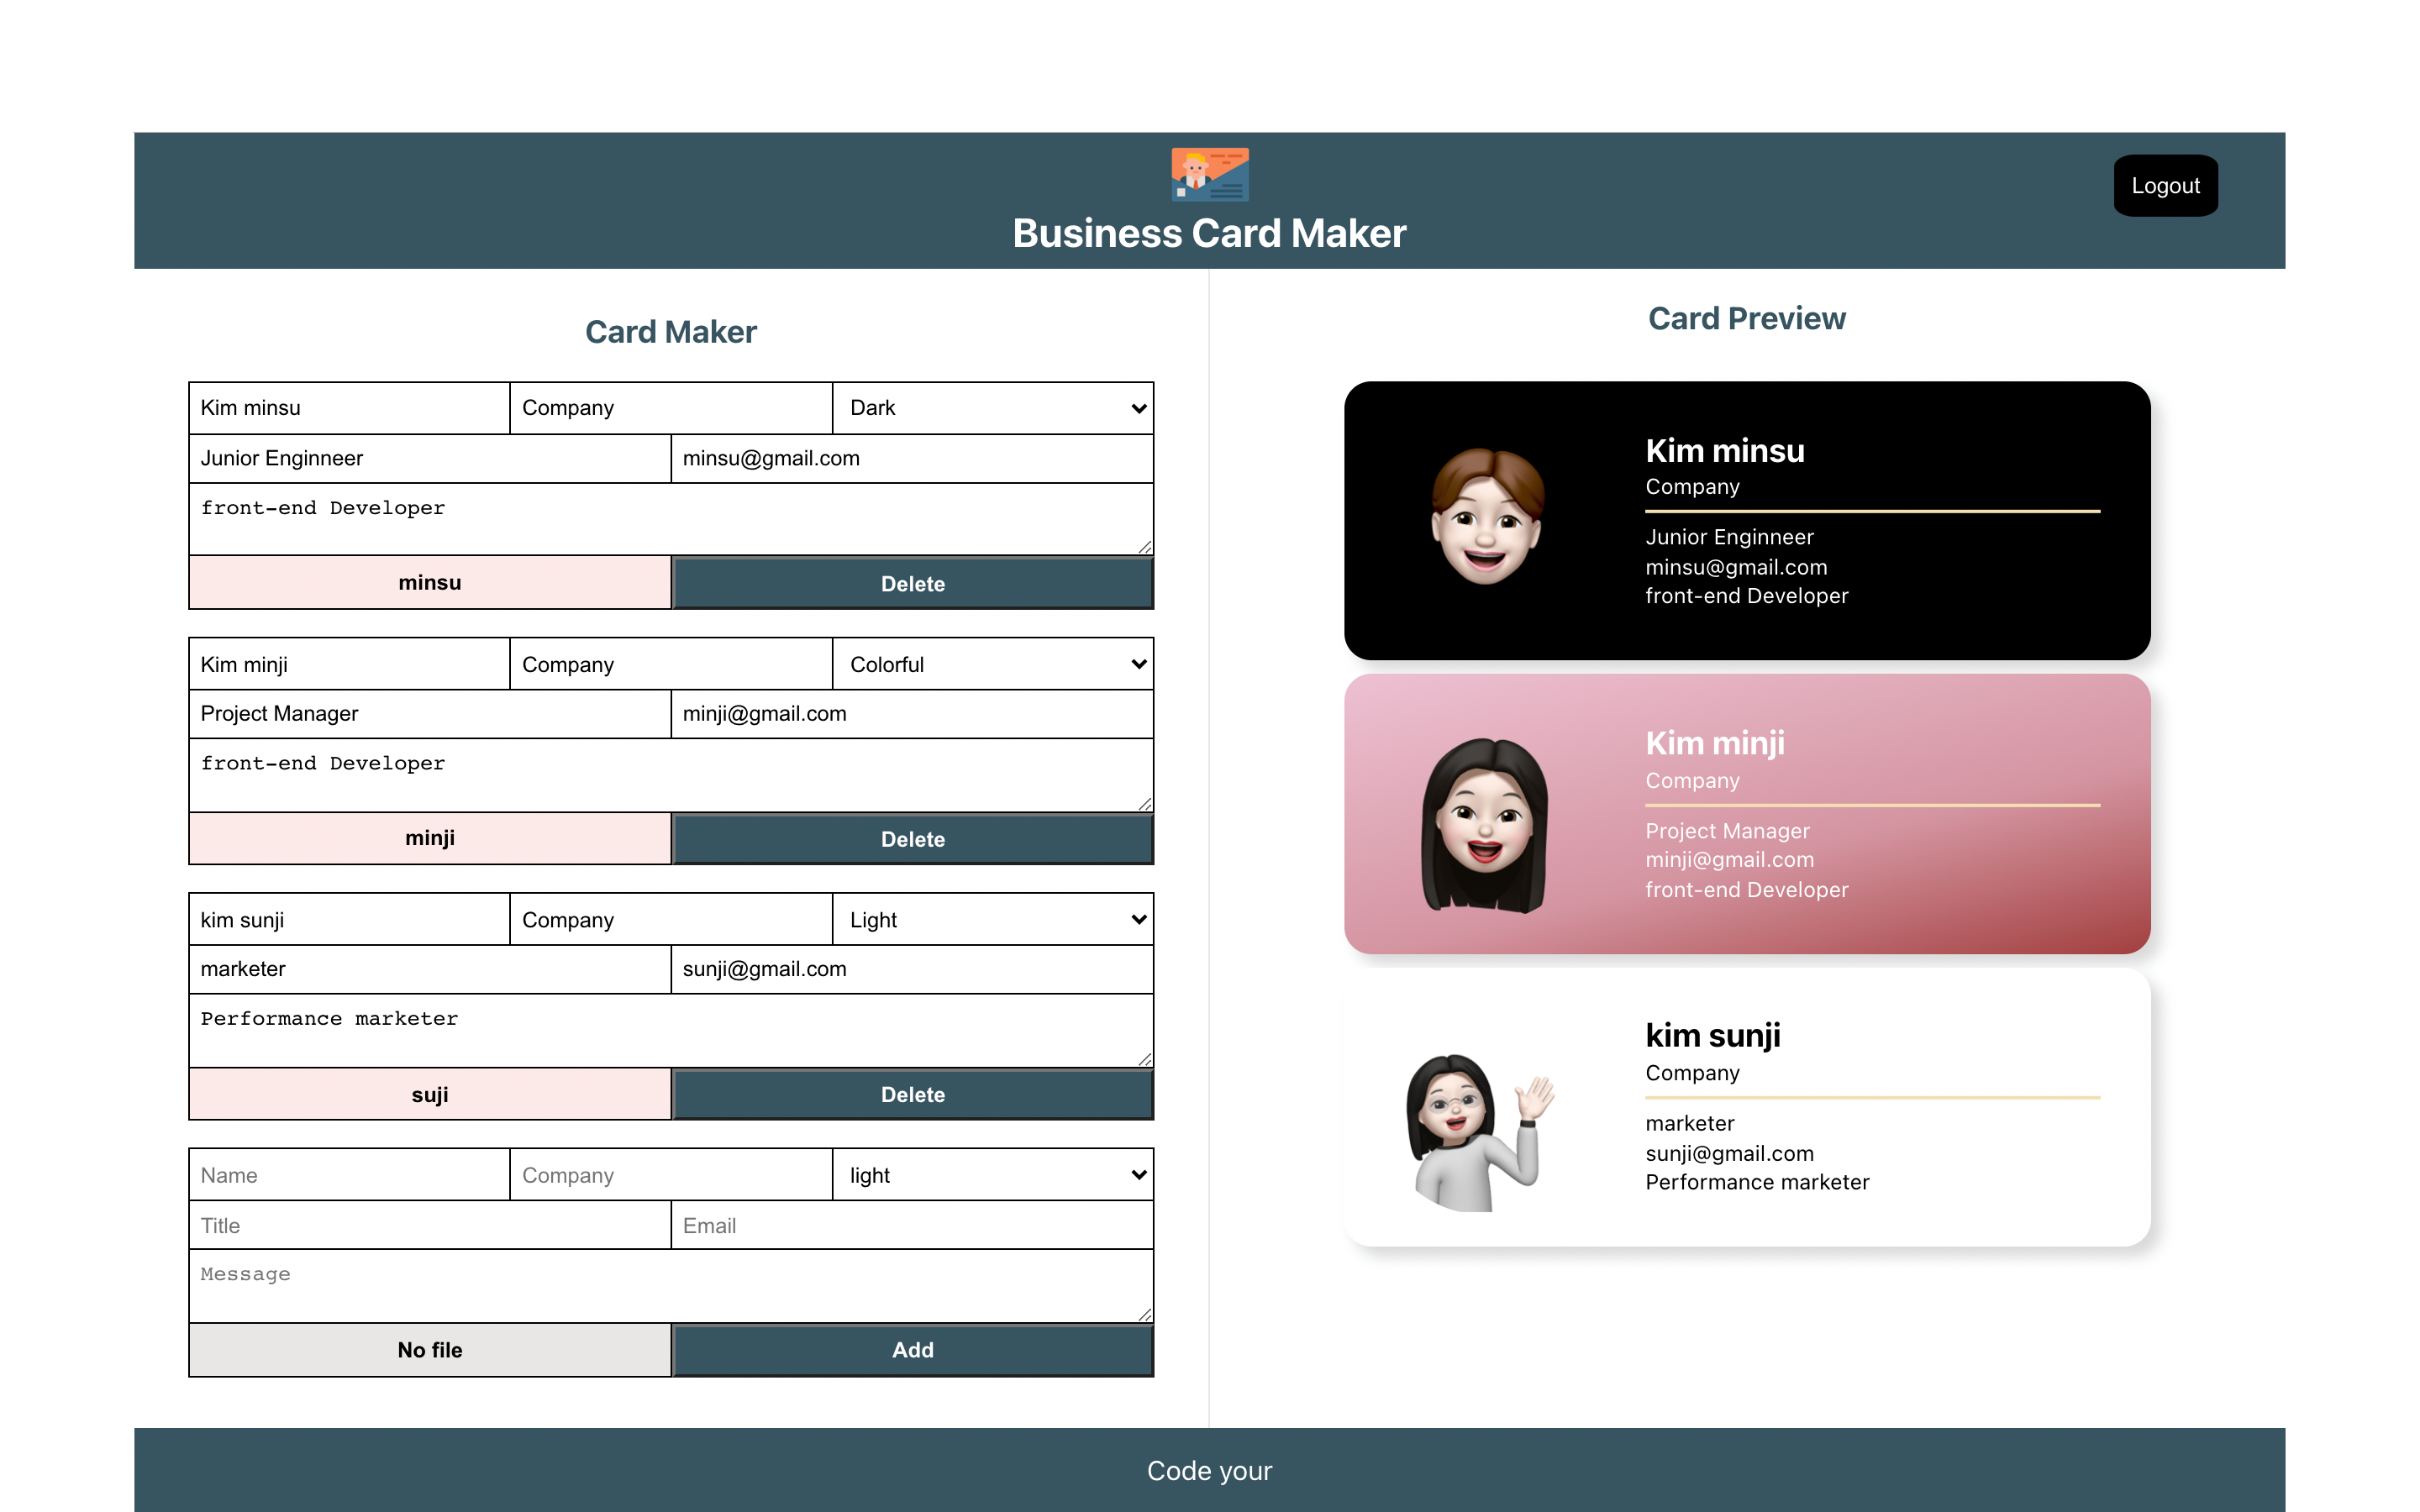 Business Card Maker
Logout
Card Maker
Kim minsu Company Dark
Junior Enginneer minsu@gmail.com
front-end Developer
minsu Delete
Kim minji Company Colorful
Project Manager minji@gmail.com
front-end Developer
minji Delete
kim sunji Company Light
marketer sunji@gmail.com
Performance marketer
suji Delete
Name Company light
Title Email
Message
No file Add
Card Preview
Kim minsu
Company
Junior Enginneer
minsu@gmail.com
front-end Developer
Kim minji
Company
Project Manager
minji@gmail.com
front-end Developer
kim sunji
Company
marketer
sunji@gmail.com
Performance marketer
Code your